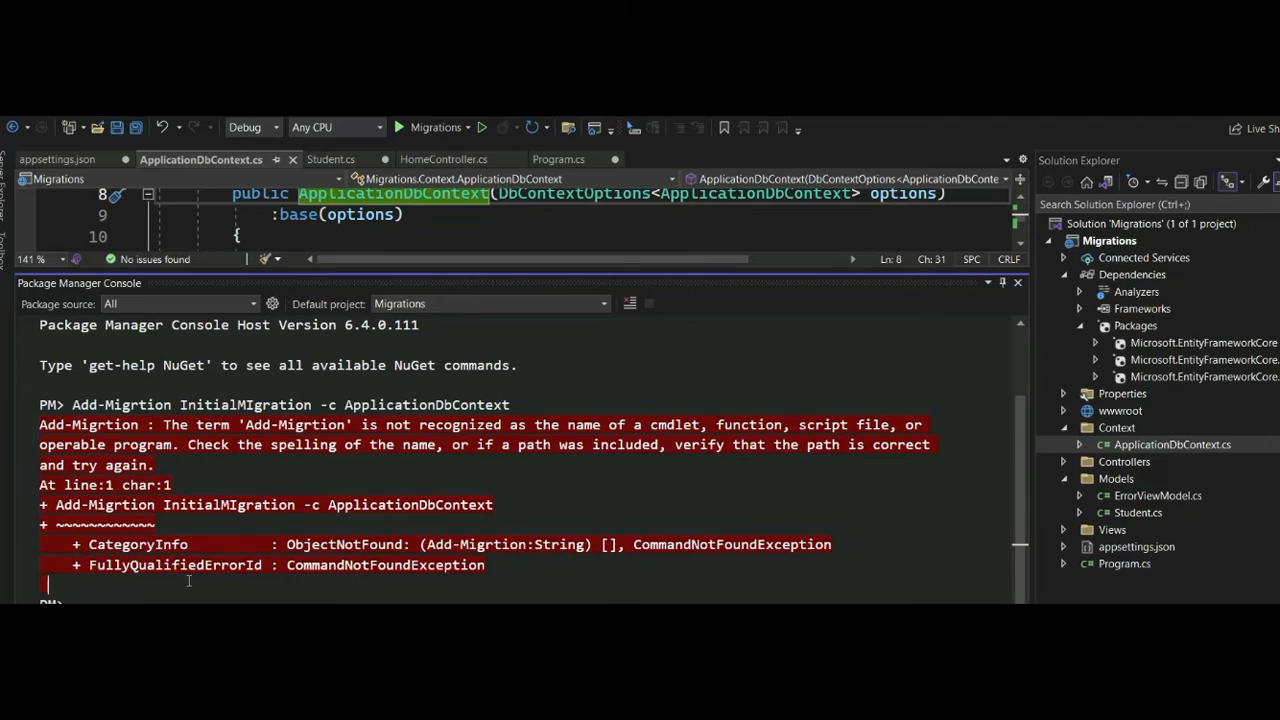 Debug Any CPU Migrations Live Sh
appsettings.json ApplicationDbContext.cs Student.cs HomeController.cs Program.cs
Solution Explorer
Server Explorer
Toolbox
Migrations Migrations.Context.ApplicationDbContext ApplicationDbContext(DbContextOptions<ApplicationDbConte
8 public ApplicationDbContext(DbContextOptions<ApplicationDbContext> options)
9 :base(options)
10 {
141 % No issues found Ln: 8 Ch: 31 SPC CRLF
Package Manager Console
Package source: All Default project: Migrations
Package Manager Console Host Version 6.4.0.111
Type 'get-help NuGet' to see all available NuGet commands.
PM> Add-Migrtion InitialMIgration -c ApplicationDbContext
Add-Migrtion : The term 'Add-Migrtion' is not recognized as the name of a cmdlet, function, script file, or
operable program. Check the spelling of the name, or if a path was included, verify that the path is correct
and try again.
At line:1 char:1
+ Add-Migrtion InitialMIgration -c ApplicationDbContext
+ ~~~~~~~~~~~~
+ CategoryInfo : ObjectNotFound: (Add-Migrtion:String) [], CommandNotFoundException
+ FullyQualifiedErrorId : CommandNotFoundException
PM>
Search Solution Explorer (Ctrl+;)
Solution 'Migrations' (1 of 1 project)
Migrations
Connected Services
Dependencies
Analyzers
Frameworks
Packages
Microsoft.EntityFrameworkCore
Microsoft.EntityFrameworkCore.
Microsoft.EntityFrameworkCore.
Properties
wwwroot
Context
ApplicationDbContext.cs
Controllers
Models
ErrorViewModel.cs
Student.cs
Views
appsettings.json
Program.cs